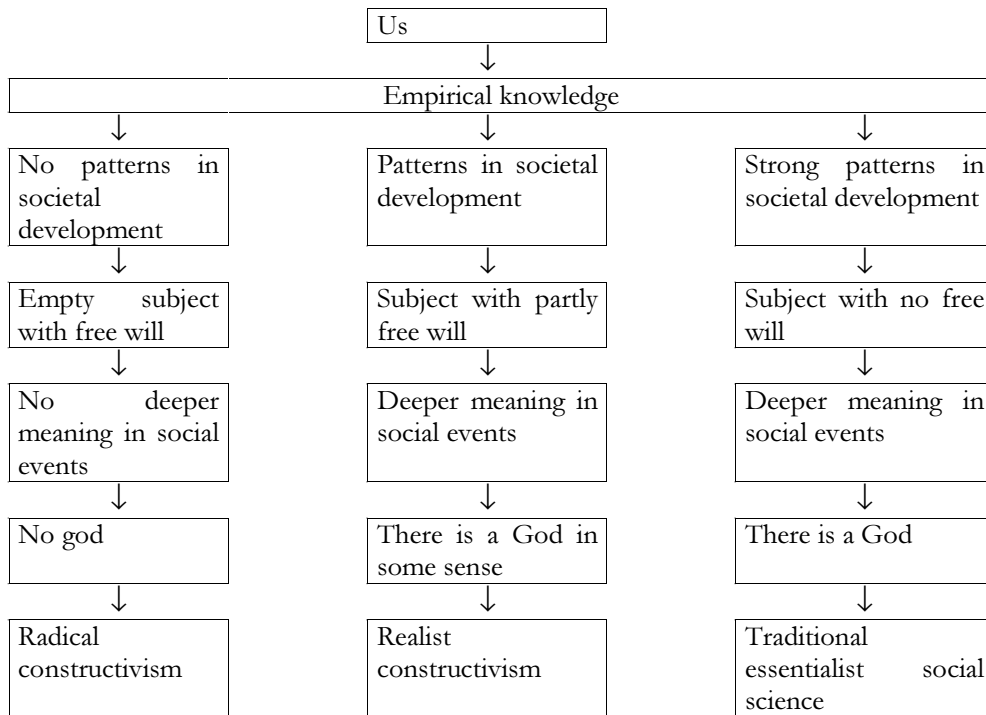 Us
Empirical knowledge
No patterns in
societal
development
Patterns in societal
development
Strong patterns in
societal development
Empty subject
with free will
Subject with partly
free will
Subject with no free
will
No deeper
meaning in social
events
Deeper meaning in
social events
Deeper meaning in
social events
No god
There is a God in
some sense
There is a God
Radical
constructivism
Realist
constructivism
Traditional
essentialist social
science